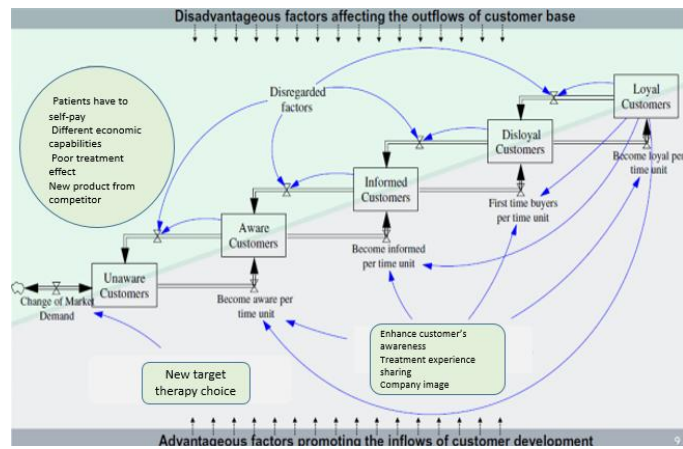 Disadvantageous factors affecting the outflows of customer base
Patients have to
self-pay
Different economic
capabilities
Poor treatment
effect
New product from
competitor
Disregarded
factors
Loyal
Customers
Disloyal
Customers
Become loyal per
time unit
Informed
Customers
First time buyers
per time unit
Aware
Customers
Become informed
per time unit
Unaware
Customers
Become aware per
time unit
Change of Market
Demand
New target
therapy choice
Enhance customer's
awareness
Treatment experience
sharing
Company image
Advantageous factors promoting the inflows of customer development
9